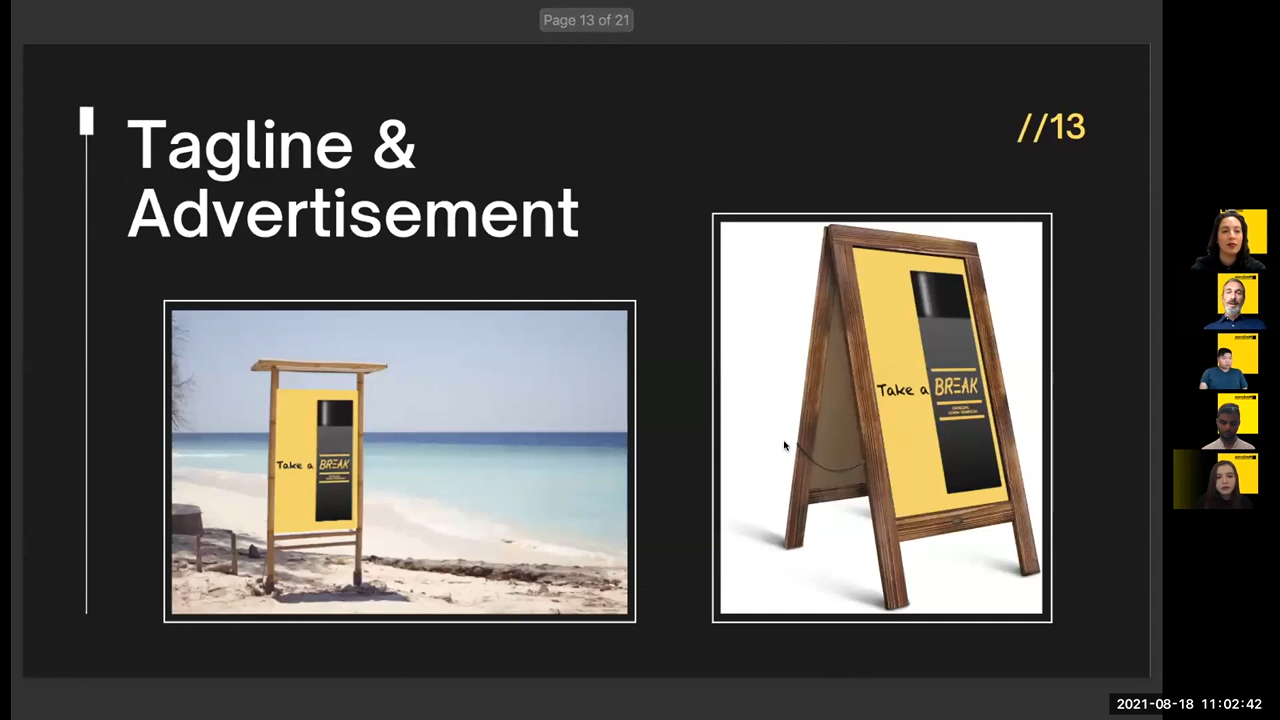 Page 13 of 21
Tagline &
Advertisement
//13
Take a BREAK
Take a BREAK
2021-08-18 11:02:42